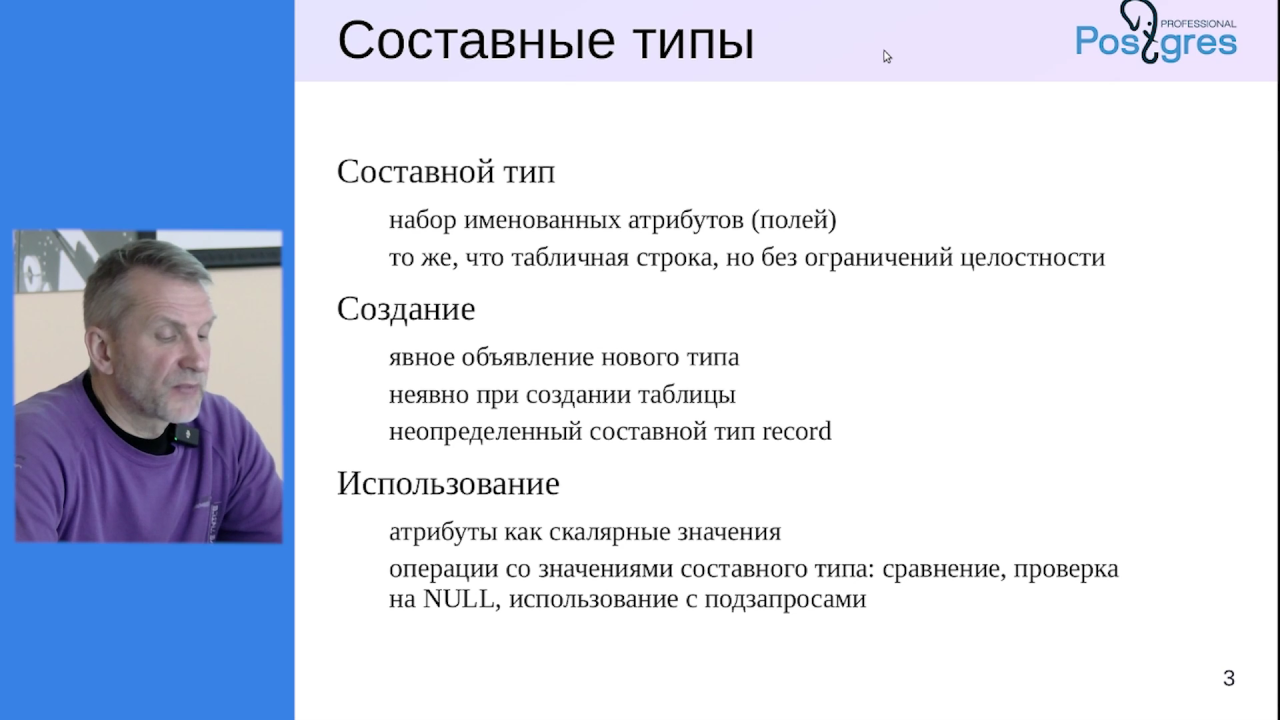 Составные типы
PROFESSIONAL
Postgres
Составной тип
набор именованных атрибутов (полей)
то же, что табличная строка, но без ограничений целостности
Создание
явное объявление нового типа
неявно при создании таблицы
неопределенный составной тип record
Использование
атрибуты как скалярные значения
операции со значениями составного типа: сравнение, проверка
на NULL, использование с подзапросами
3